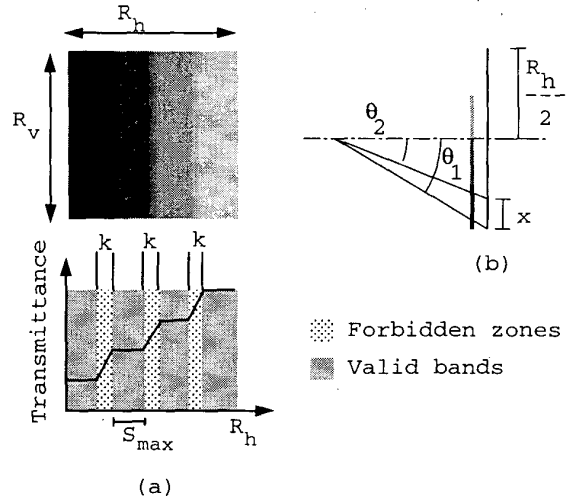 R_h
R_v
k k k
Transmittance
S_max
R_h
(a)
R_h
2
θ_2
θ_1
x
(b)
Forbidden zones
Valid bands